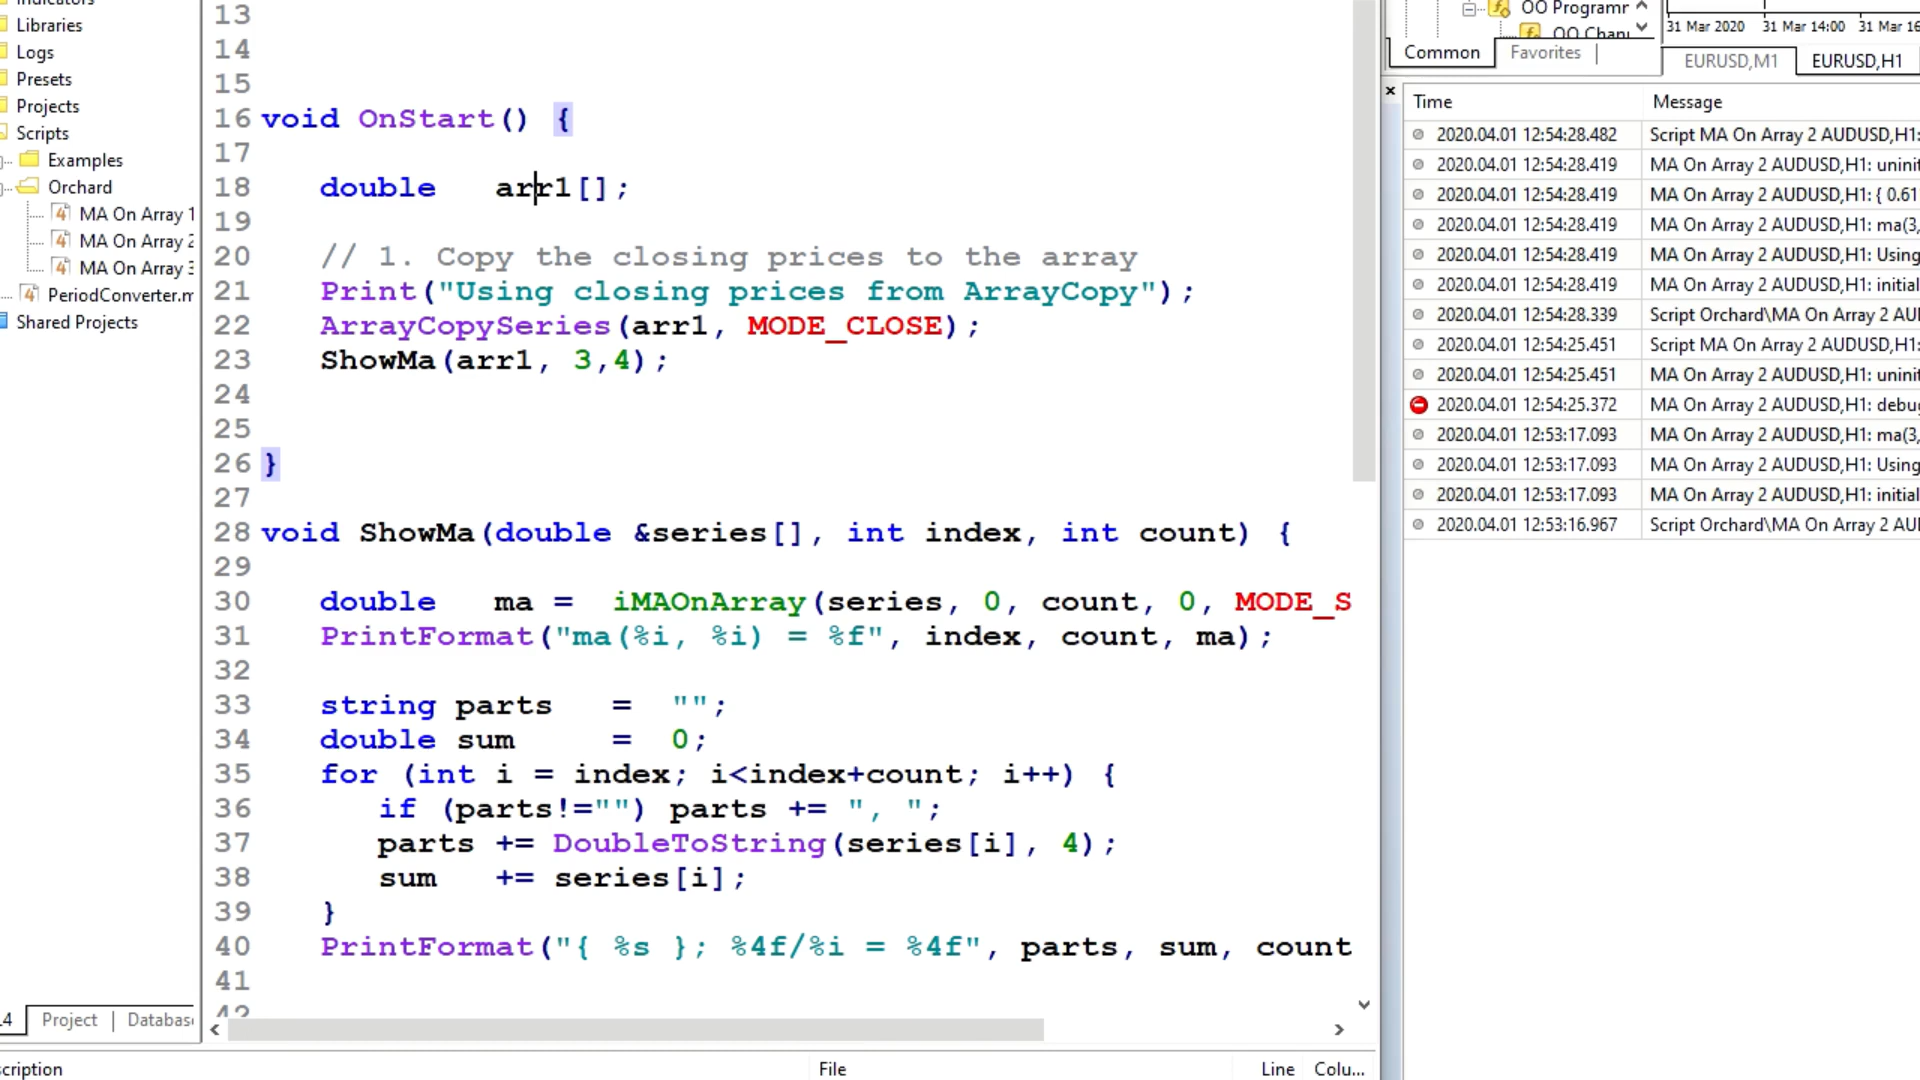 Indicators
Libraries
Logs
Presets
Projects
Scripts
Examples
Orchard
MA On Array 1
MA On Array 2
MA On Array 3
PeriodConverter.m
Shared Projects
Project
13
14
15
16 void OnStart() {
17
18 double arr1[];
19
20 // 1. Copy the closing prices to the array
21 Print("Using closing prices from ArrayCopy");
22 ArrayCopySeries(arr1, MODE_CLOSE);
23 ShowMa(arr1, 3,4);
24
25
26 }
27
28 void ShowMa(double &series[], int index, int count) {
29
30 double ma = iMAOnArray(series, 0, count, 0, MODE_S
31 PrintFormat("ma(%i, %i) = %f", index, count, ma);
32
33 string parts = "";
34 double sum = 0;
35 for (int i = index; i<index+count; i++) {
36 if (parts!="") parts += ", ";
37 parts += DoubleToString(series[i], 4);
38 sum += series[i];
39 }
40 PrintFormat("{ %s }; %4f/%i = %4f", parts, sum, count
41
42
File Line Colu...
OO Programr
OO Chan
Common Favorites
31 Mar 2020 31 Mar 14:00 31 Mar 16
EURUSD,M1 EURUSD,H1
Time Message
2020.04.01 12:54:28.482 Script MA On Array 2 AUDUSD,H1:
2020.04.01 12:54:28.419 MA On Array 2 AUDUSD,H1: uninit
2020.04.01 12:54:28.419 MA On Array 2 AUDUSD,H1: { 0.61
2020.04.01 12:54:28.419 MA On Array 2 AUDUSD,H1: ma(3,
2020.04.01 12:54:28.419 MA On Array 2 AUDUSD,H1: Using
2020.04.01 12:54:28.419 MA On Array 2 AUDUSD,H1: initial
2020.04.01 12:54:28.339 Script Orchard\MA On Array 2 AUI
2020.04.01 12:54:25.451 Script MA On Array 2 AUDUSD,H1:
2020.04.01 12:54:25.451 MA On Array 2 AUDUSD,H1: uninit
2020.04.01 12:54:25.372 MA On Array 2 AUDUSD,H1: debug
2020.04.01 12:53:17.093 MA On Array 2 AUDUSD,H1: ma(3,
2020.04.01 12:53:17.093 MA On Array 2 AUDUSD,H1: Using
2020.04.01 12:53:17.093 MA On Array 2 AUDUSD,H1: initial
2020.04.01 12:53:16.967 Script Orchard\MA On Array 2 AUI